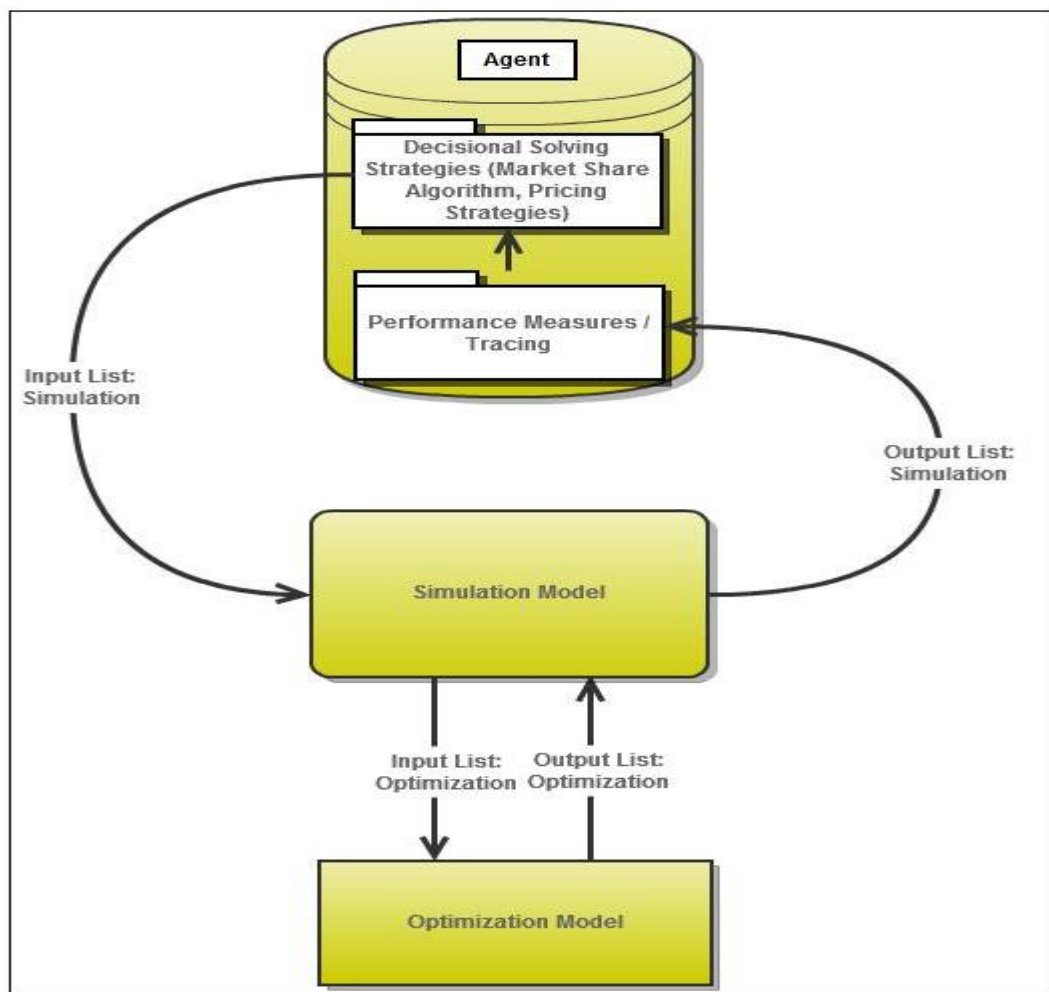 Agent
Decisional Solving
Strategies (Market Share
Algorithm, Pricing
Strategies)
Performance Measures /
Tracing
Input List:
Simulation
Output List:
Simulation
Simulation Model
Input List:
Optimization
Output List:
Optimization
Optimization Model